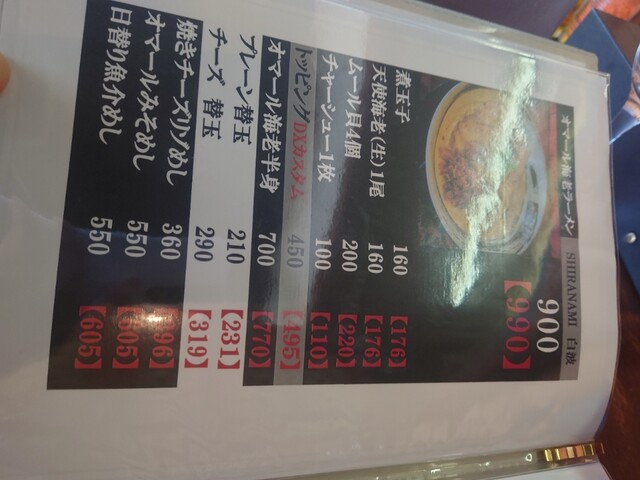 オマール海老ラーメン SHIRANAMI 白波
900
【990】
煮玉子 160 【176】
天使海老(生)1尾 160 【176】
ムール貝4個 200 【220】
チャーシュー1枚 100 【110】
トッピングDXカスタム 450 【495】
オマール海老半身 700 【770】
プレーン替玉 210 【231】
チーズ 替玉 290 【319】
焼きチーズリゾめし 360 【396】
オマールみそめし 550 【605】
日替り魚介めし 550 【605】